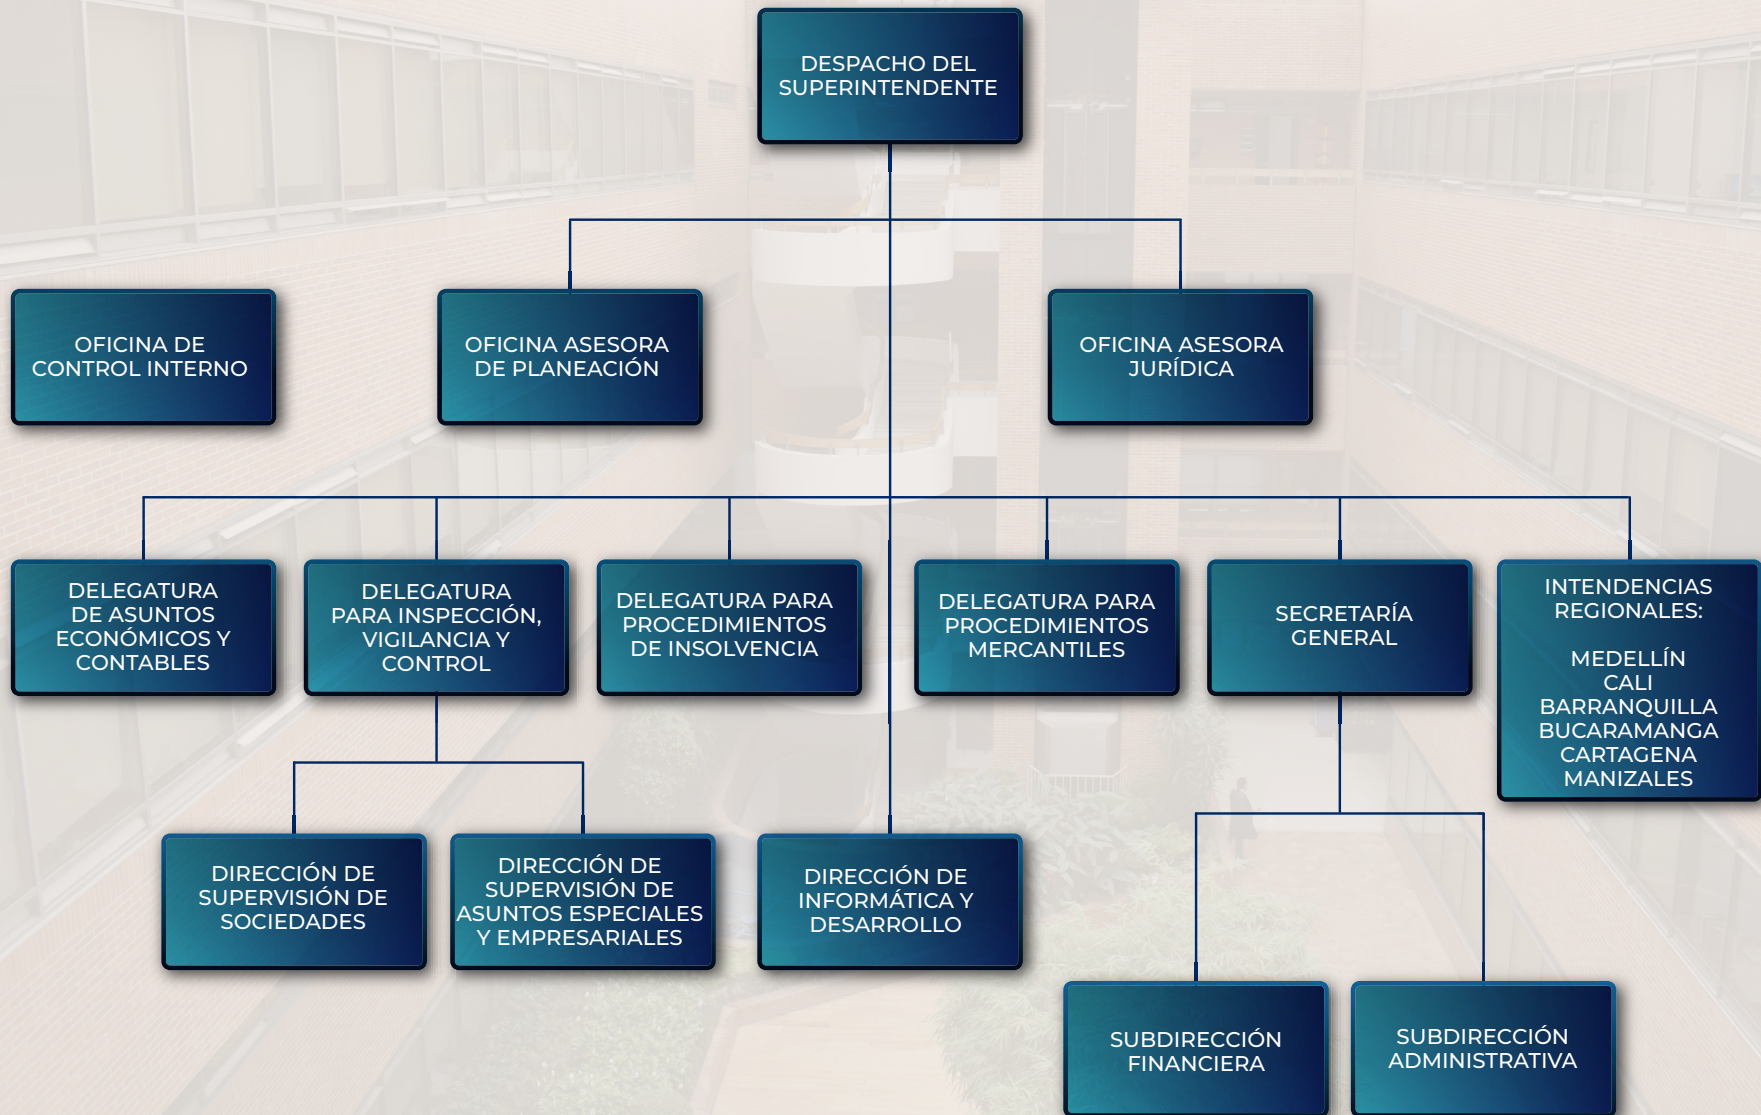 DESPACHO DEL
SUPERINTENDENTE
OFICINA DE
CONTROL INTERNO
OFICINA ASESORA
DE PLANEACIÓN
OFICINA ASESORA
JURÍDICA
DELEGATURA
DE ASUNTOS
ECONÓMICOS Y
CONTABLES
DELEGATURA
PARA INSPECCIÓN,
VIGILANCIA Y
CONTROL
DELEGATURA PARA
PROCEDIMIENTOS
DE INSOLVENCIA
DELEGATURA PARA
PROCEDIMIENTOS
MERCANTILES
SECRETARÍA
GENERAL
INTENDENCIAS
REGIONALES:
MEDELLÍN
CALI
BARRANQUILLA
BUCARAMANGA
CARTAGENA
MANIZALES
DIRECCIÓN DE
SUPERVISIÓN DE
SOCIEDADES
DIRECCIÓN DE
SUPERVISIÓN DE
ASUNTOS ESPECIALES
Y EMPRESARIALES
DIRECCIÓN DE
INFORMÁTICA Y
DESARROLLO
SUBDIRECCIÓN
FINANCIERA
SUBDIRECCIÓN
ADMINISTRATIVA